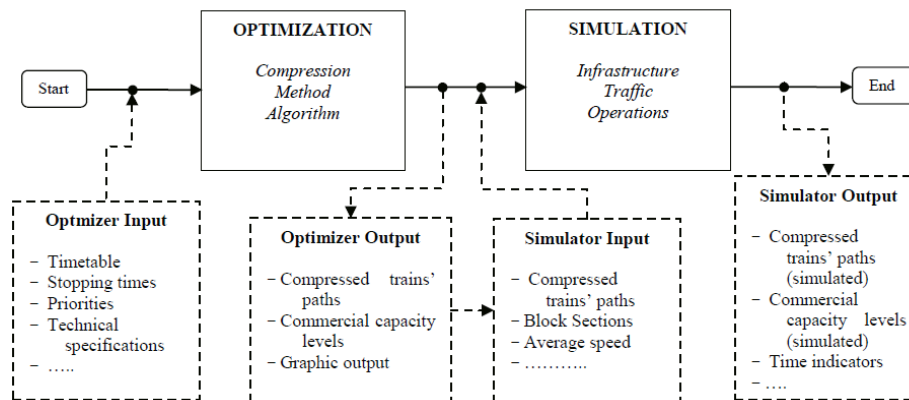 OPTIMIZATION
Compression
Method
Algorithm
SIMULATION
Infrastructure
Traffic
Operations
Start
End
Optmizer Input
− Timetable
− Stopping times
− Priorities
− Technical
specifications
− …..
Optimizer Output
− Compressed trains’
paths
− Commercial capacity
levels
− Graphic output
Simulator Input
− Compressed
trains’ paths
− Block Sections
− Average speed
− ………..
Simulator Output
− Compressed
trains’ paths
(simulated)
− Commercial
capacity levels
(simulated)
− Time indicators
− ….